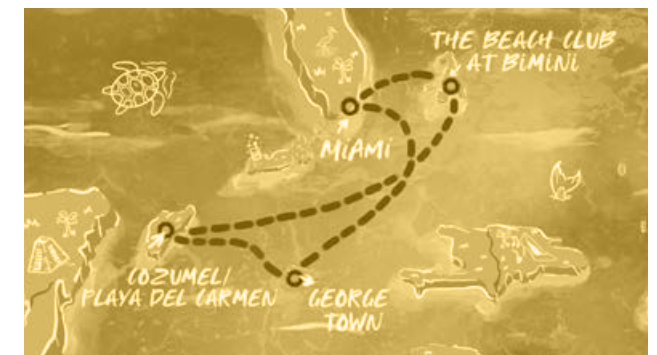 THE BEACH CLUB
AT BIMINI
MIAMI
COZUMEL/
PLAYA DEL CARMEN
GEORGE
TOWN